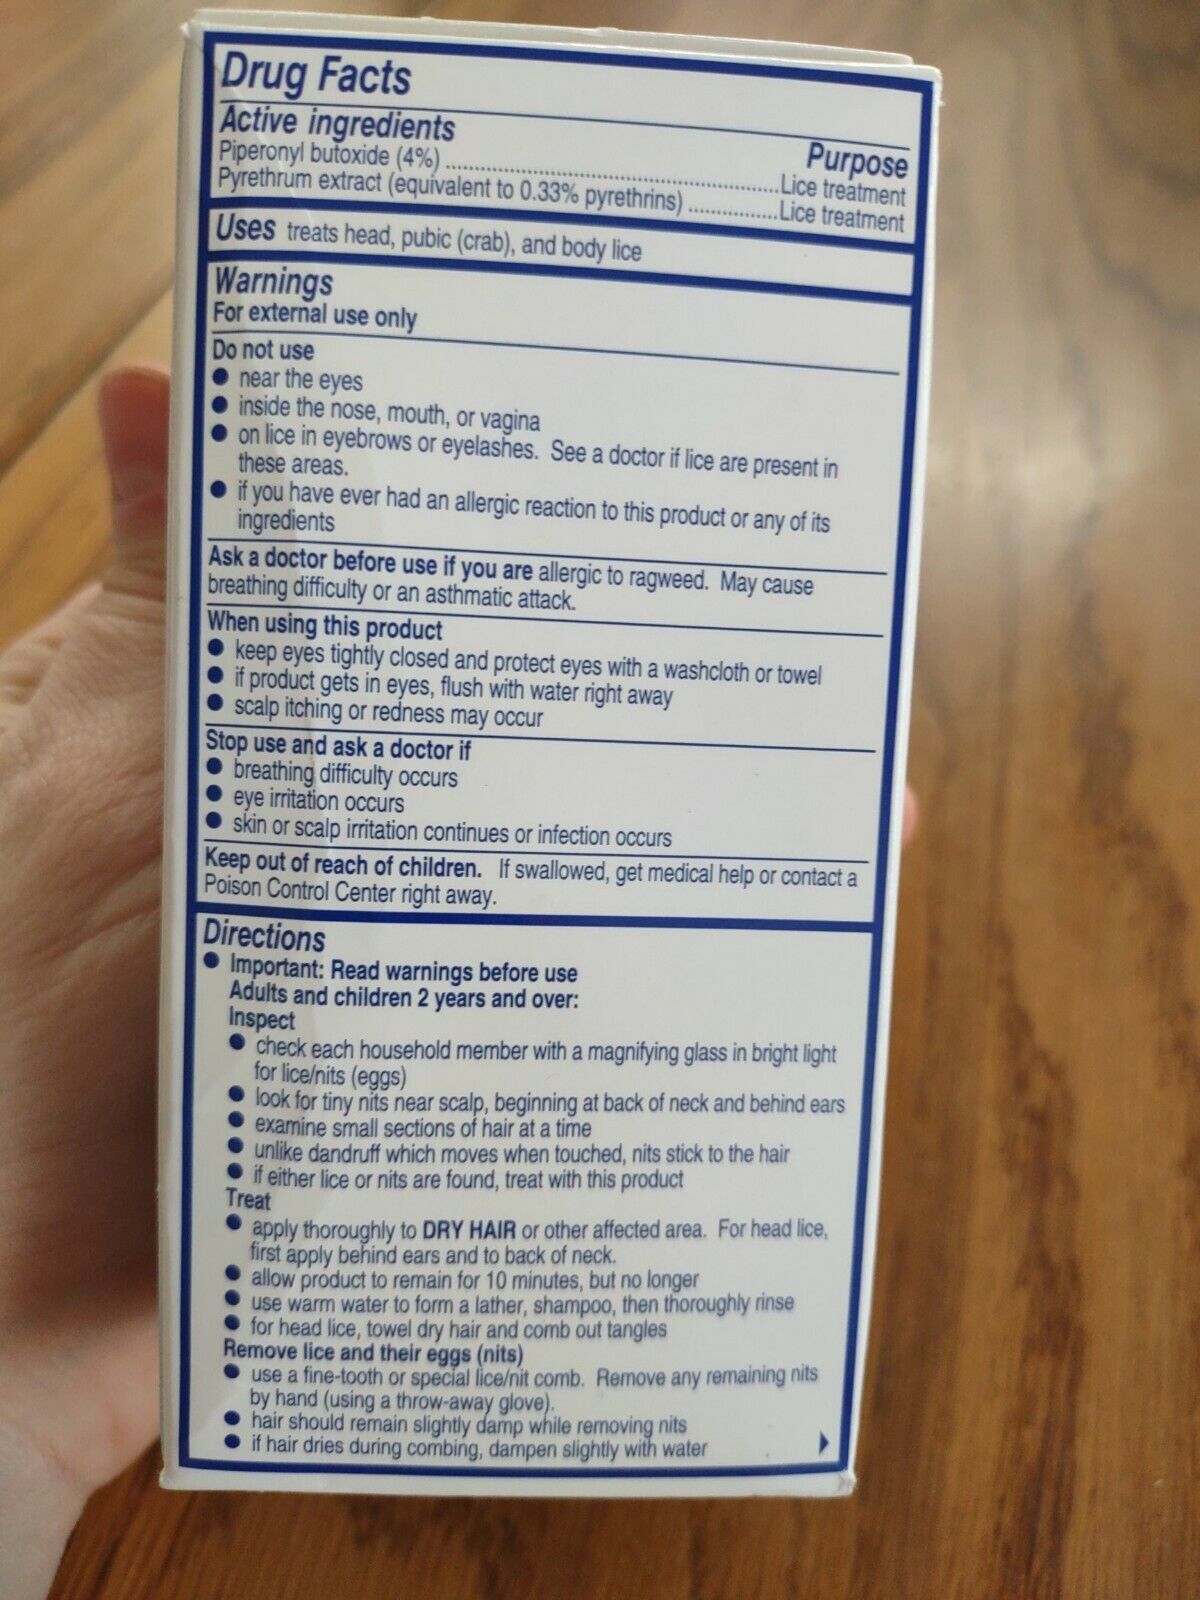 Drug Facts
Active ingredients Purpose
Piperonyl butoxide (4%) ........................................................ Lice treatment
Pyrethrum extract (equivalent to 0.33% pyrethrins) ................ Lice treatment
Uses treats head, pubic (crab), and body lice
Warnings
For external use only
Do not use
● near the eyes
● inside the nose, mouth, or vagina
● on lice in eyebrows or eyelashes. See a doctor if lice are present in
these areas.
● if you have ever had an allergic reaction to this product or any of its
ingredients
Ask a doctor before use if you are allergic to ragweed. May cause
breathing difficulty or an asthmatic attack.
When using this product
● keep eyes tightly closed and protect eyes with a washcloth or towel
● if product gets in eyes, flush with water right away
● scalp itching or redness may occur
Stop use and ask a doctor if
● breathing difficulty occurs
● eye irritation occurs
● skin or scalp irritation continues or infection occurs
Keep out of reach of children. If swallowed, get medical help or contact a
Poison Control Center right away.
Directions
● Important: Read warnings before use
Adults and children 2 years and over:
Inspect
● check each household member with a magnifying glass in bright light
for lice/nits (eggs)
● look for tiny nits near scalp, beginning at back of neck and behind ears
● examine small sections of hair at a time
● unlike dandruff which moves when touched, nits stick to the hair
● if either lice or nits are found, treat with this product
Treat
● apply thoroughly to DRY HAIR or other affected area. For head lice,
first apply behind ears and to back of neck.
● allow product to remain for 10 minutes, but no longer
● use warm water to form a lather, shampoo, then thoroughly rinse
● for head lice, towel dry hair and comb out tangles
Remove lice and their eggs (nits)
● use a fine-tooth or special lice/nit comb. Remove any remaining nits
by hand (using a throw-away glove).
● hair should remain slightly damp while removing nits
● if hair dries during combing, dampen slightly with water